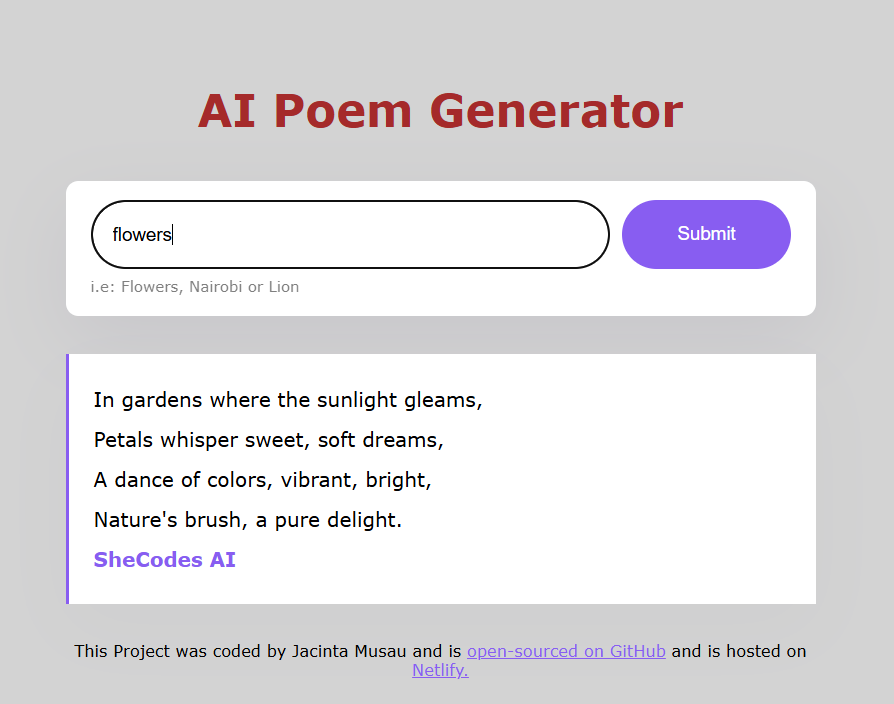 AI Poem Generator
flowers
Submit
i.e: Flowers, Nairobi or Lion
In gardens where the sunlight gleams,
Petals whisper sweet, soft dreams,
A dance of colors, vibrant, bright,
Nature's brush, a pure delight.
SheCodes AI
This Project was coded by Jacinta Musau and is open-sourced on GitHub and is hosted on
Netlify.